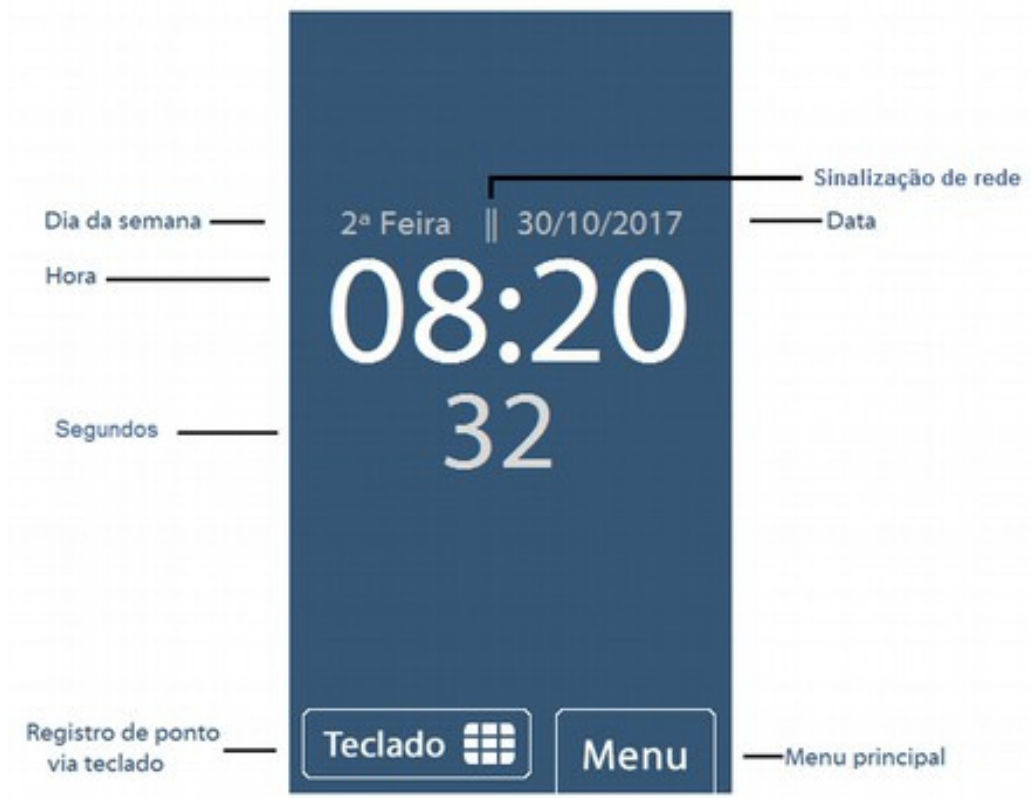 Sinalização de rede
Dia da semana
2ª Feira || 30/10/2017
Data
Hora
08:20
Segundos
32
Registro de ponto
via teclado
Teclado
Menu
Menu principal